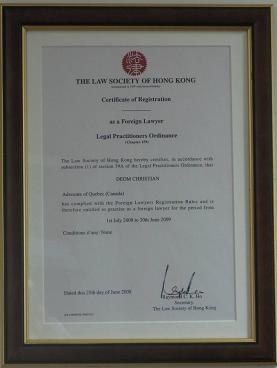 THE LAW SOCIETY OF HONG KONG
Certificate of Registration
as a Foreign Lawyer
Legal Practitioners Ordinance
(Chapter 159)
The Law Society of Hong Kong hereby certifies, in accordance with
subsection (1) of section 39A of the Legal Practitioners Ordinance, that
DEOM CHRISTIAN
Advocate of Quebec (Canada)
has complied with the Foreign Lawyers Registration Rules and is
therefore entitled to practise as a foreign lawyer for the period from
1st July 2008 to 30th June 2009
Conditions if any: None
Dated this day of June 2008
Raymond C. K. Ho
Secretary,
The Law Society of Hong Kong